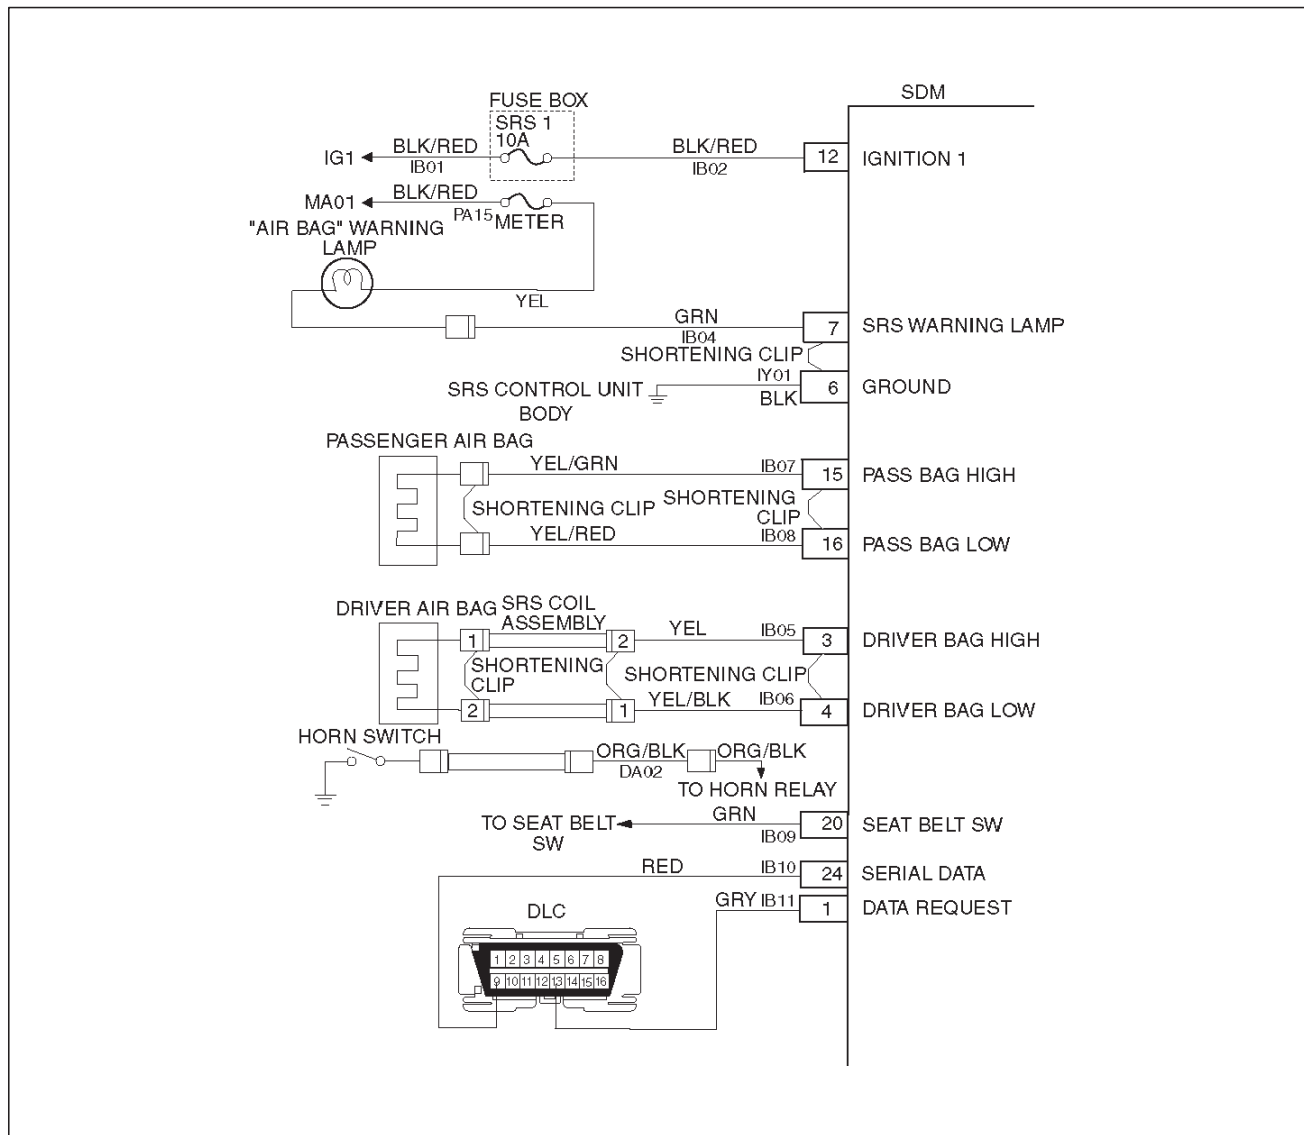 SDM
FUSE BOX
SRS 1
10A
IG1
BLK/RED
IB01
BLK/RED
IB02
12
IGNITION 1
MA01
BLK/RED
PA15
METER
"AIR BAG" WARNING
LAMP
YEL
GRN
IB04
7
SRS WARNING LAMP
SHORTENING CLIP
IY01
BLK
6
GROUND
SRS CONTROL UNIT
BODY
PASSENGER AIR BAG
YEL/GRN
IB07
15
PASS BAG HIGH
SHORTENING CLIP
SHORTENING
CLIP
YEL/RED
IB08
16
PASS BAG LOW
DRIVER AIR BAG
SRS COIL
ASSEMBLY
1
2
YEL
IB05
3
DRIVER BAG HIGH
SHORTENING
CLIP
SHORTENING CLIP
2
1
YEL/BLK
IB06
4
DRIVER BAG LOW
HORN SWITCH
ORG/BLK
DA02
ORG/BLK
TO HORN RELAY
TO SEAT BELT
SW
GRN
IB09
20
SEAT BELT SW
RED
IB10
24
SERIAL DATA
GRY
IB11
1
DATA REQUEST
DLC
1 2 3 4 5 6 7 8
9 10 11 12 13 14 15 16